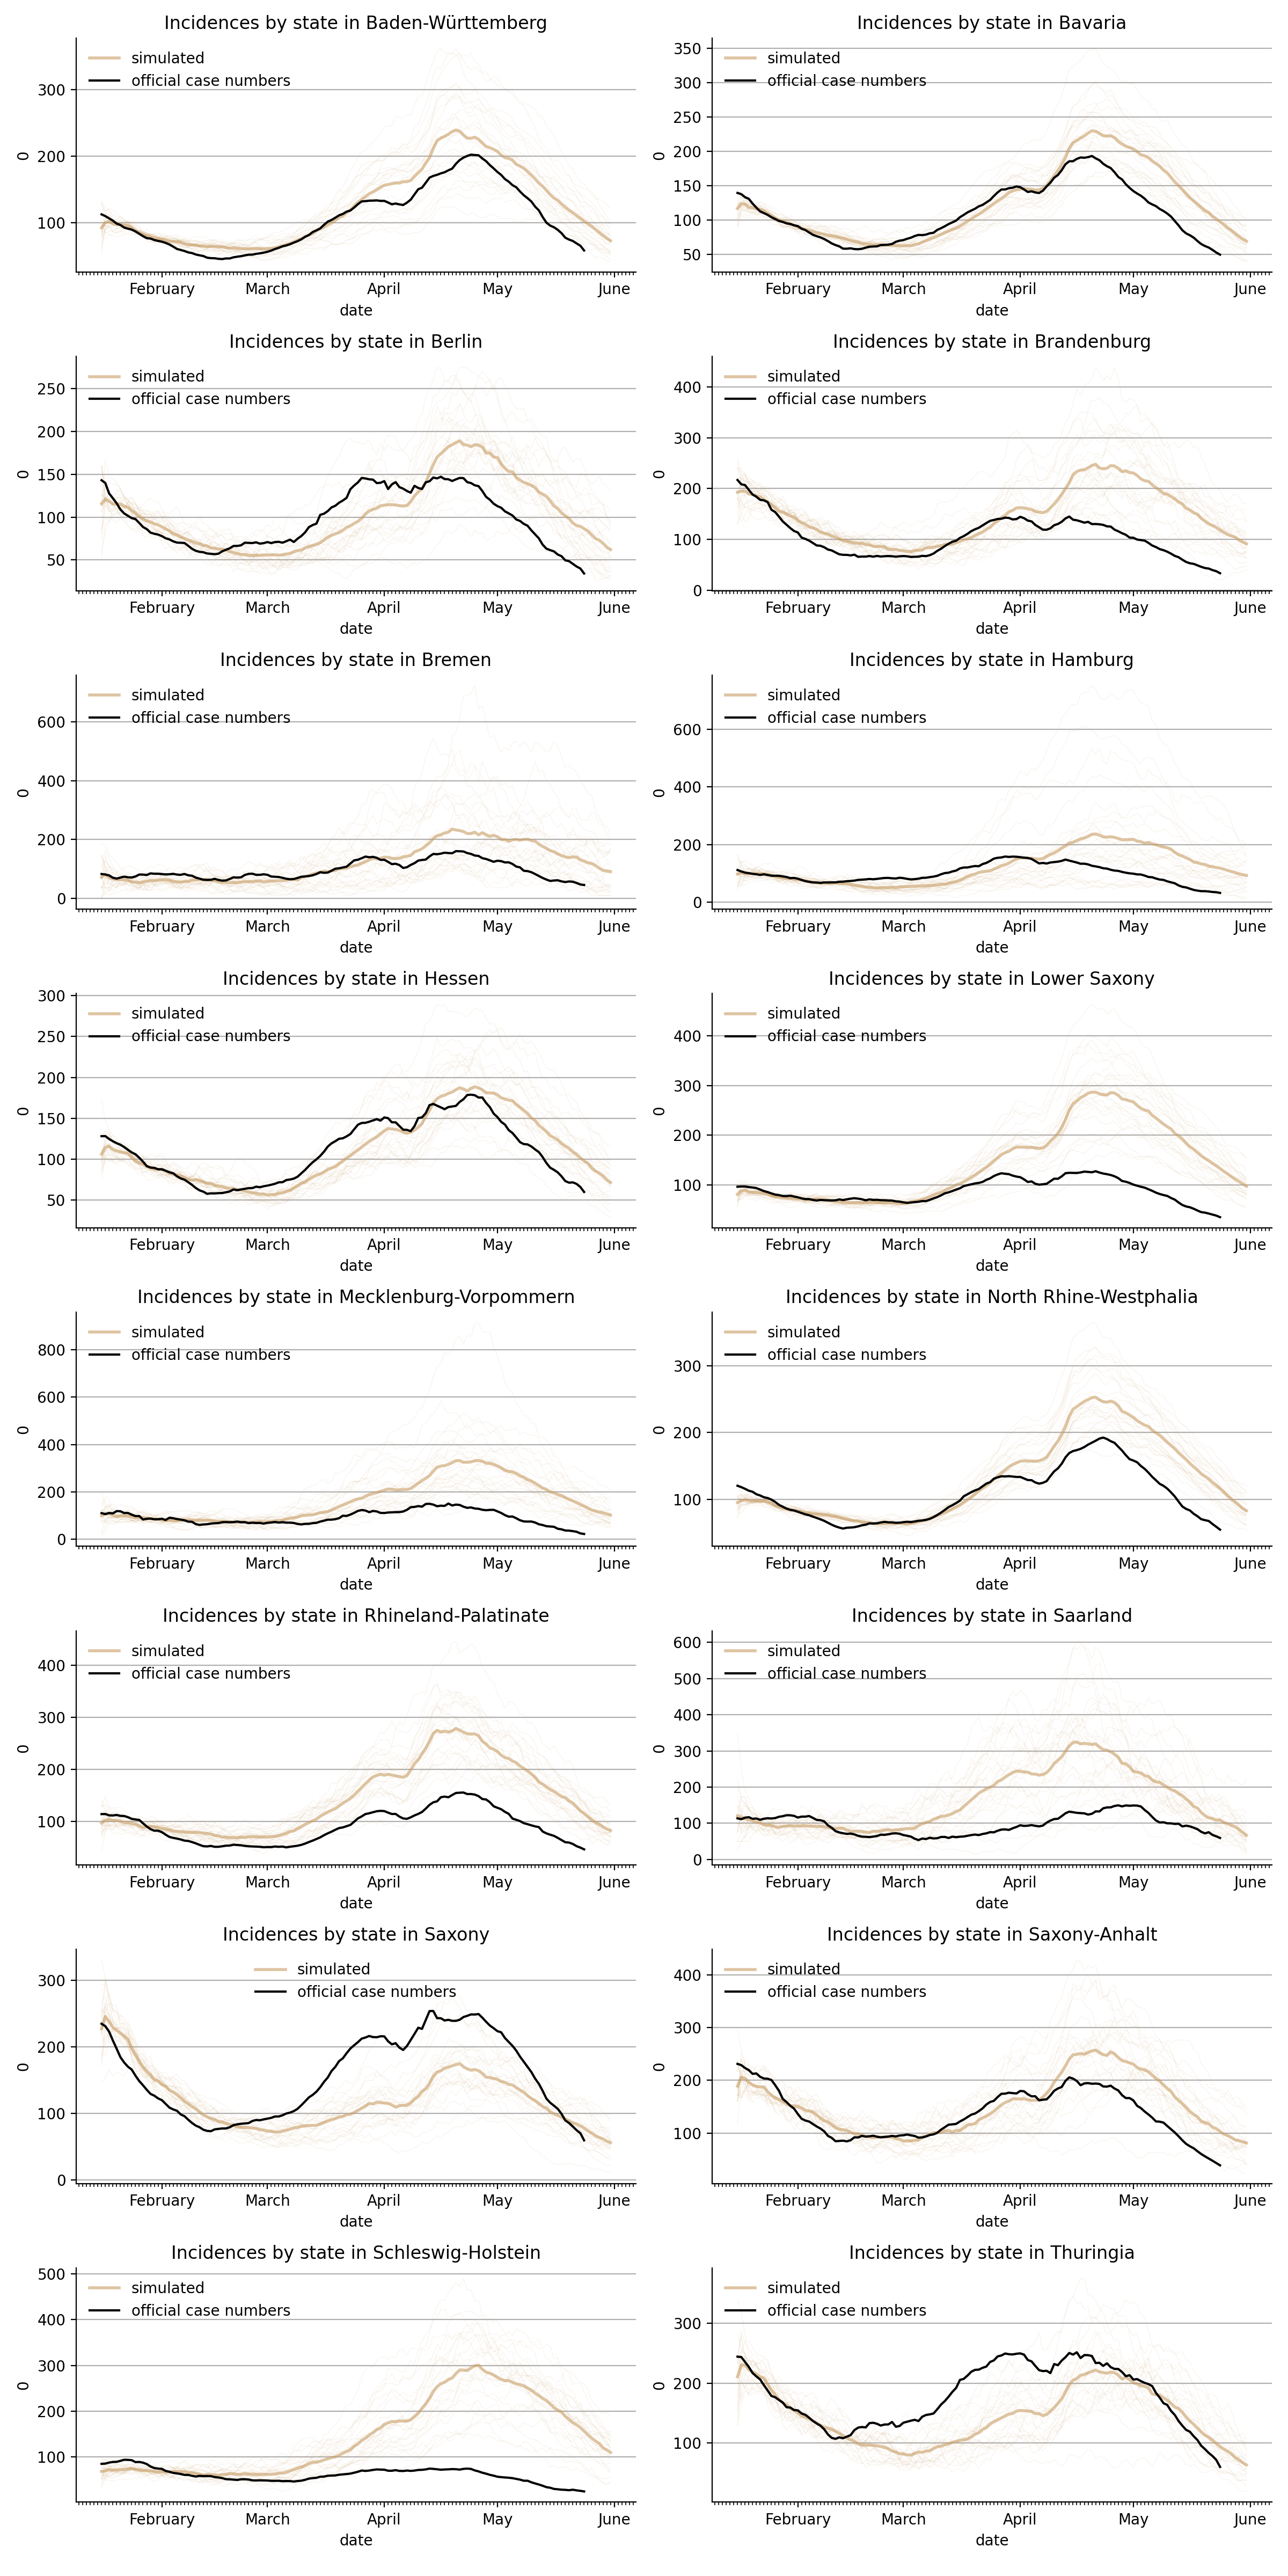 Incidences by state in Baden-Württemberg
simulated
official case numbers
300
200
100
0
February March April May June
date
Incidences by state in Bavaria
simulated
official case numbers
350
300
250
200
150
100
50
0
February March April May June
date
Incidences by state in Berlin
simulated
official case numbers
250
200
150
100
50
0
February March April May June
date
Incidences by state in Brandenburg
simulated
official case numbers
400
300
200
100
0
0
February March April May June
date
Incidences by state in Bremen
simulated
official case numbers
600
400
200
0
0
February March April May June
date
Incidences by state in Hamburg
simulated
official case numbers
600
400
200
0
0
February March April May June
date
Incidences by state in Hessen
simulated
official case numbers
300
250
200
150
100
50
0
February March April May June
date
Incidences by state in Lower Saxony
simulated
official case numbers
400
300
200
100
0
February March April May June
date
Incidences by state in Mecklenburg-Vorpommern
simulated
official case numbers
800
600
400
200
0
0
February March April May June
date
Incidences by state in North Rhine-Westphalia
simulated
official case numbers
300
200
100
0
February March April May June
date
Incidences by state in Rhineland-Palatinate
simulated
official case numbers
400
300
200
100
0
February March April May June
date
Incidences by state in Saarland
simulated
official case numbers
600
500
400
300
200
100
0
0
February March April May June
date
Incidences by state in Saxony
simulated
official case numbers
300
200
100
0
0
February March April May June
date
Incidences by state in Saxony-Anhalt
simulated
official case numbers
400
300
200
100
0
February March April May June
date
Incidences by state in Schleswig-Holstein
simulated
official case numbers
500
400
300
200
100
0
February March April May June
date
Incidences by state in Thuringia
simulated
official case numbers
300
200
100
0
February March April May June
date